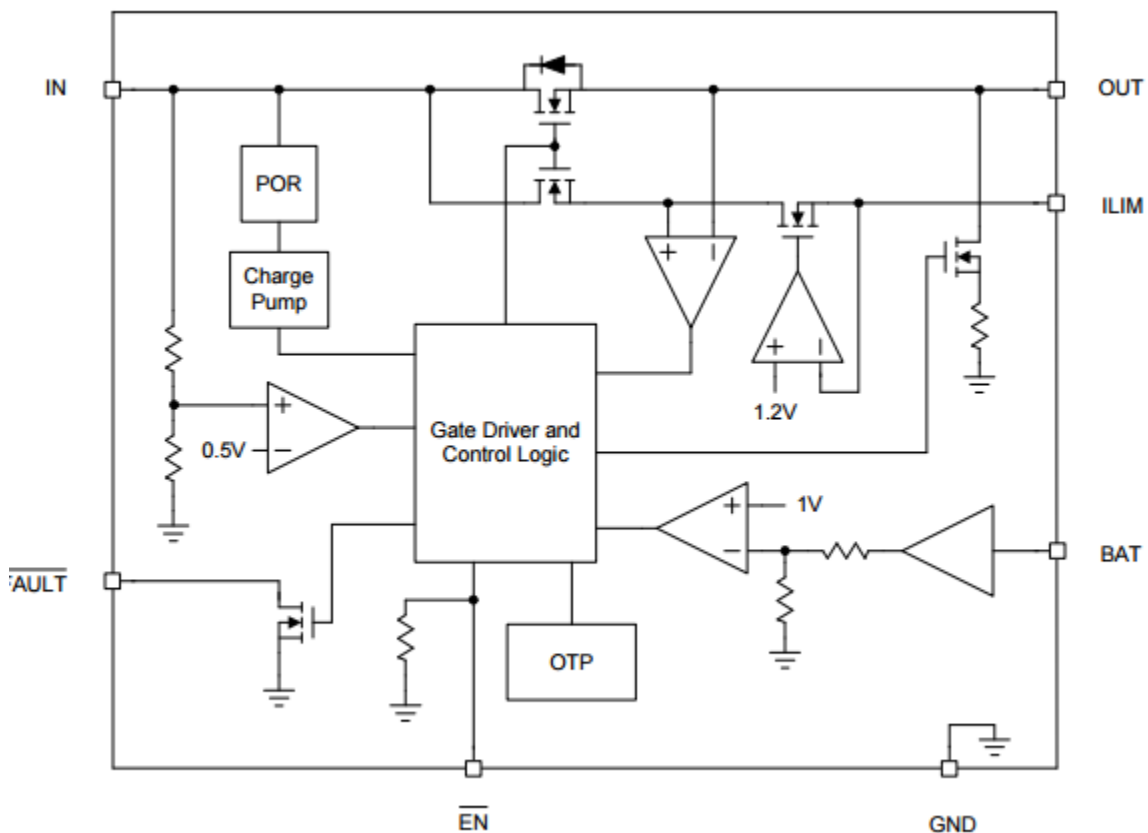 IN
OUT
POR
ILIM
Charge
Pump
+
−
+
−
1.2V
+
0.5V
−
Gate Driver and
Control Logic
+
1V
−
BAT
FAULT
OTP
EN
GND